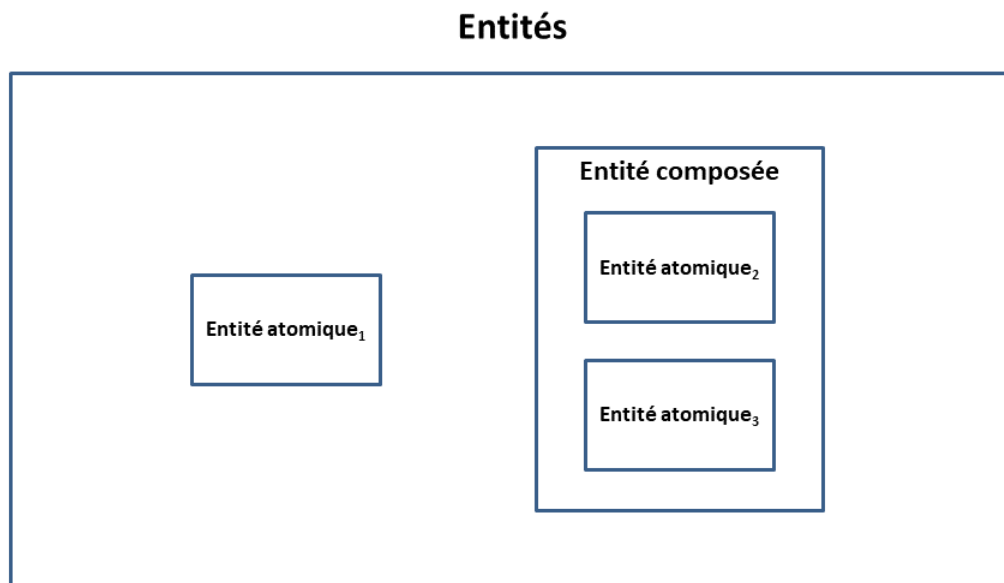 Entités
Entité composée
Entité atomique₂
Entité atomique₁
Entité atomique₃